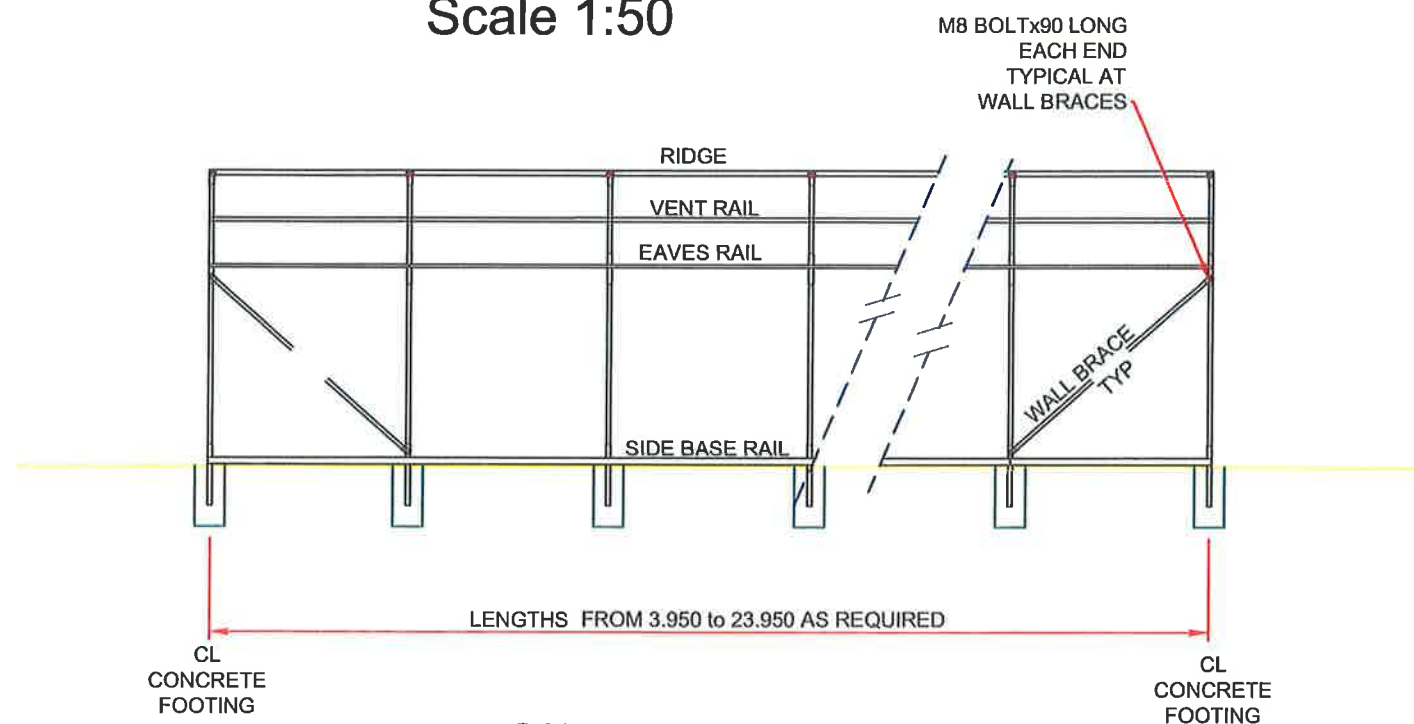 Scale 1:50
M8 BOLTx90 LONG
EACH END
TYPICAL AT
WALL BRACES
RIDGE
VENT RAIL
EAVES RAIL
WALL BRACE
TYP
SIDE BASE RAIL
LENGTHS FROM 3.950 to 23.950 AS REQUIRED
CL
CONCRETE
FOOTING
CL
CONCRETE
FOOTING